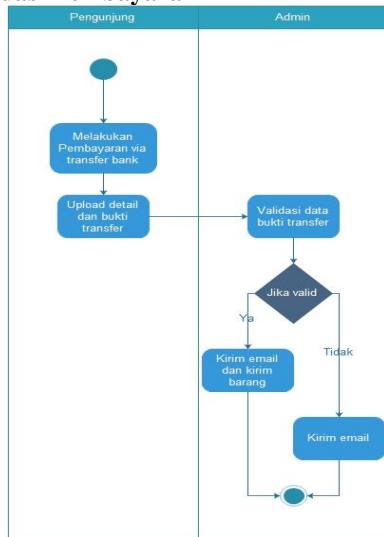 Pengunjung
Admin
Melakukan
Pembayaran via
transfer bank
Upload detail
dan bukti
transfer
Validasi data
bukti transfer
Jika valid
Ya
Tidak
Kirim email
dan kirim
barang
Kirim email